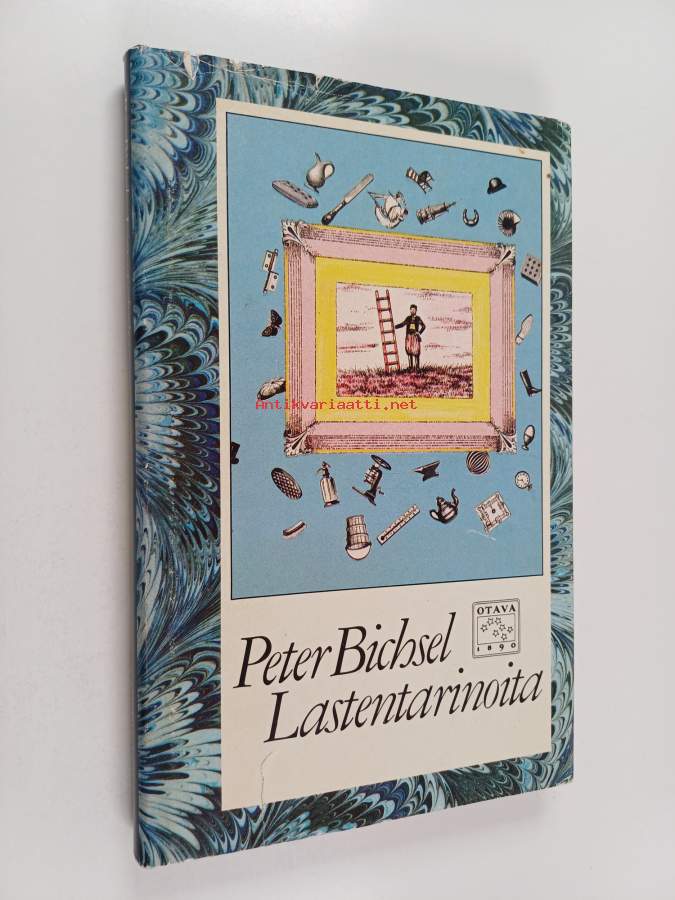 Antikvariaatti.net
Peter Bichsel
OTAVA
1890
Lastentarinoita